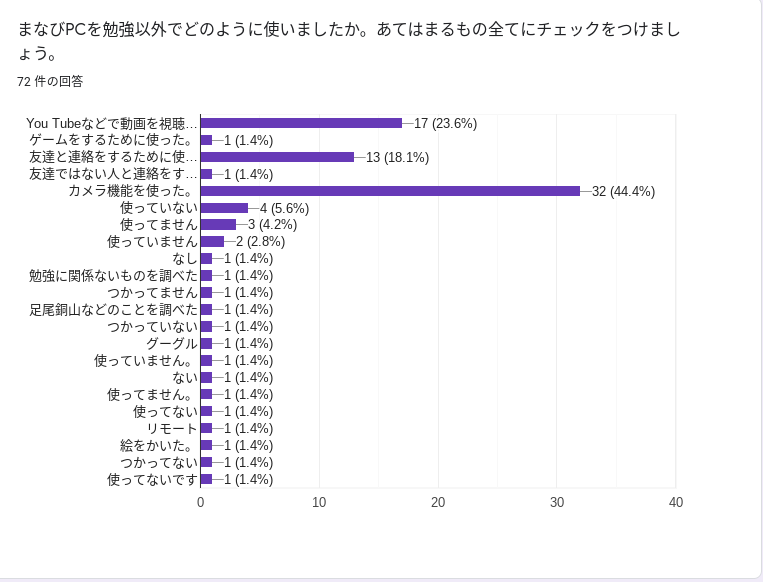 まなびPCを勉強以外でどのように使いましたか。あてはまるもの全てにチェックをつけまし
ょう。
72 件の回答
You Tubeなどで動画を視聴… 17 (23.6%)
ゲームをするために使った。 1 (1.4%)
友達と連絡をするために使… 13 (18.1%)
友達ではない人と連絡をす… 1 (1.4%)
カメラ機能を使った。 32 (44.4%)
使っていない 4 (5.6%)
使ってません 3 (4.2%)
使っていません 2 (2.8%)
なし 1 (1.4%)
勉強に関係ないものを調べた 1 (1.4%)
つかってません 1 (1.4%)
足尾銅山などのことを調べた 1 (1.4%)
つかっていない 1 (1.4%)
グーグル 1 (1.4%)
使っていません。 1 (1.4%)
ない 1 (1.4%)
使ってません。 1 (1.4%)
使ってない 1 (1.4%)
リモート 1 (1.4%)
絵をかいた。 1 (1.4%)
つかってない 1 (1.4%)
使ってないです 1 (1.4%)
0 10 20 30 40